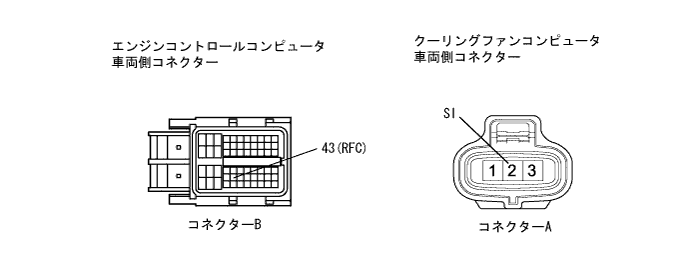 エンジンコントロールコンピュータ
車両側コネクター
クーリングファンコンピュータ
車両側コネクター
SI
43(RFC)
1 2 3
コネクターB
コネクターA